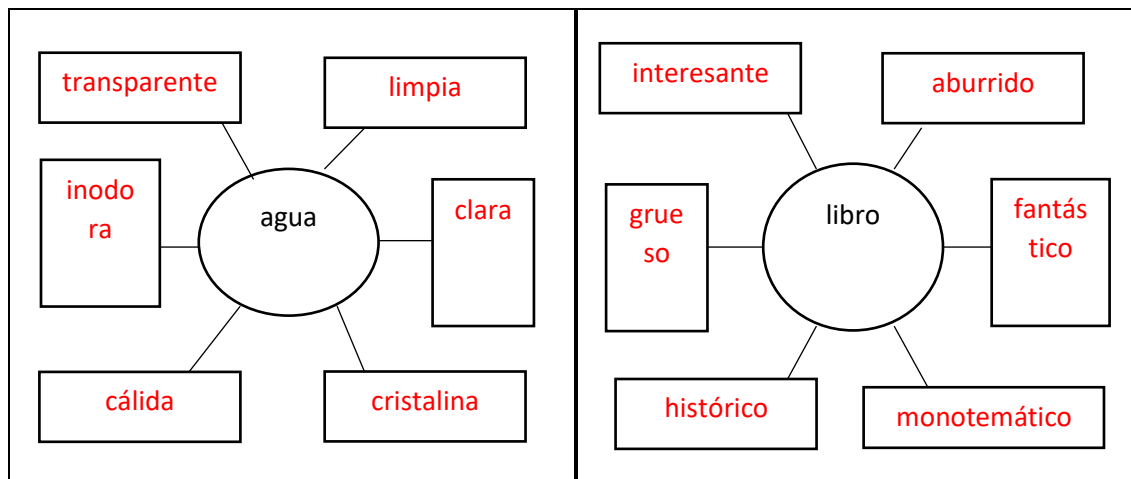 transparente
limpia
inodo
ra
agua
clara
cálida
cristalina
interesante
aburrido
grue
so
libro
fantás
tico
histórico
monotemático